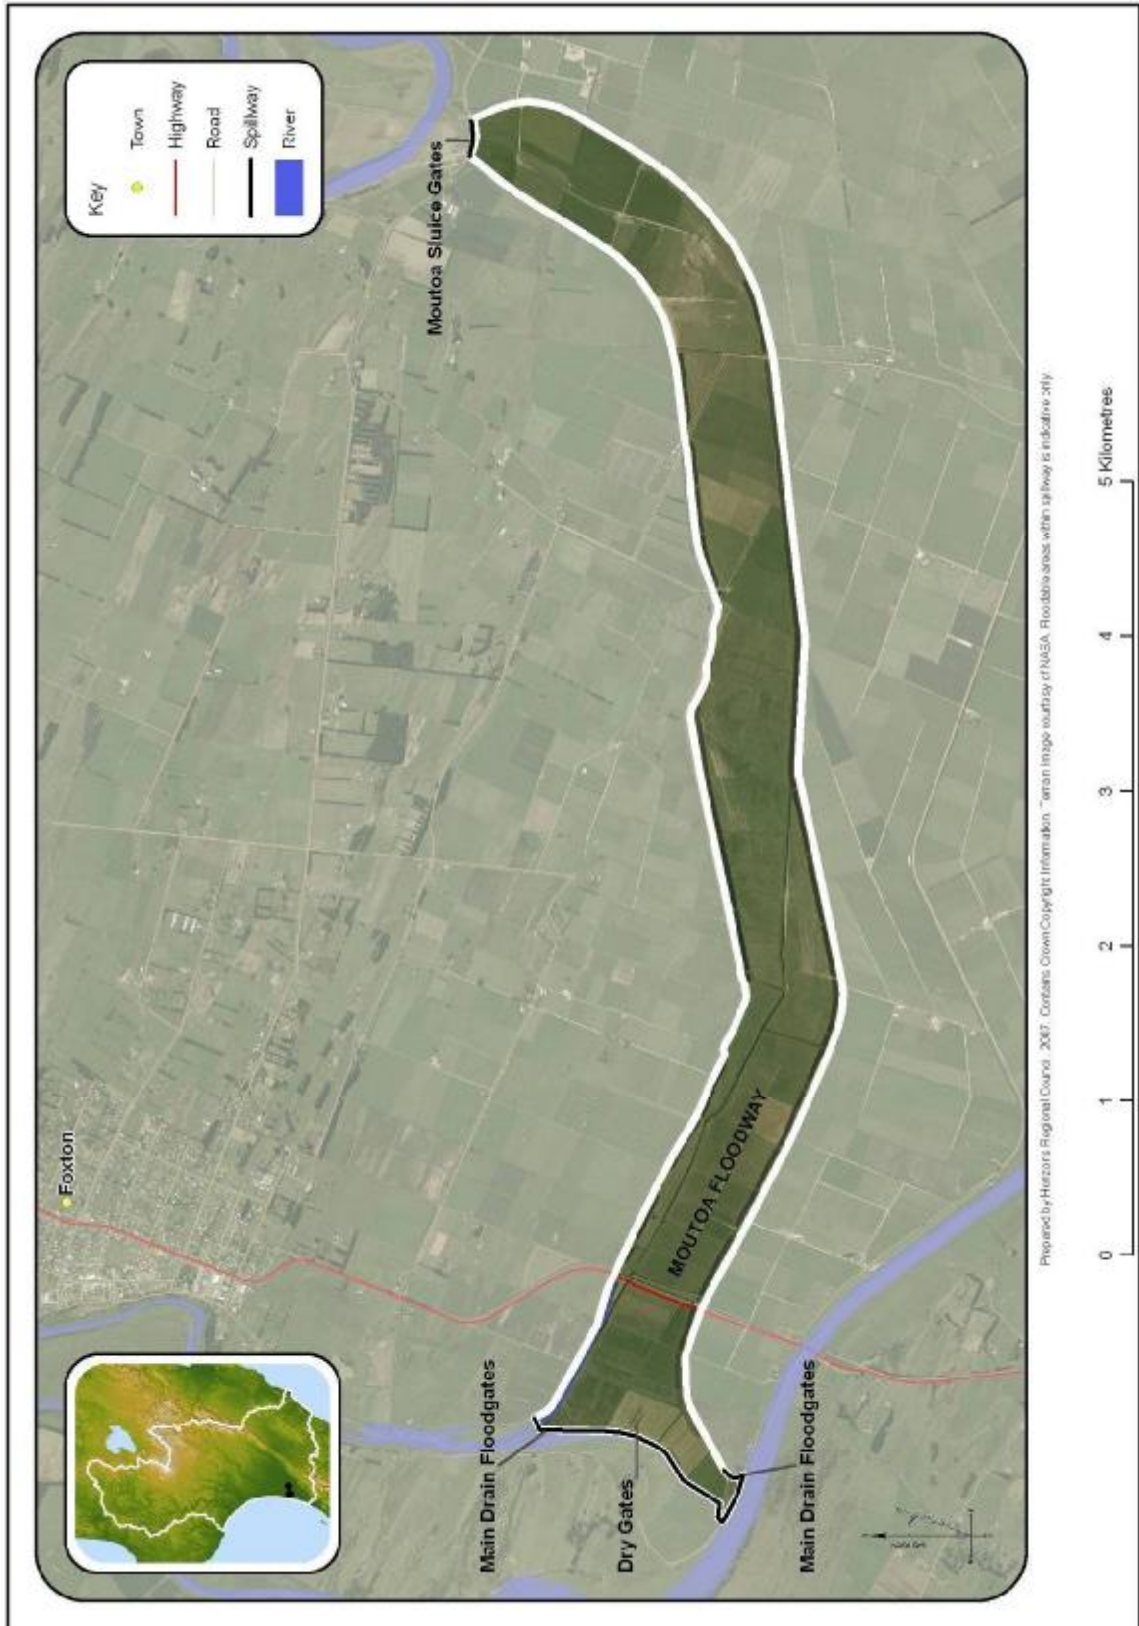 Key
Town
Highway
Road
Spillway
River
Moutoa Sluice Gates
Foxton
MOUTOA FLOODWAY
Main Drain Floodgates
Dry Gates
Main Drain Floodgates
Prepared by Horizons Regional Council 2007. Contains Crown Copyright Information. Terrain Image courtesy of NASA. Floodable areas within spillway is indicative only.
0 1 2 3 4 5 Kilometres